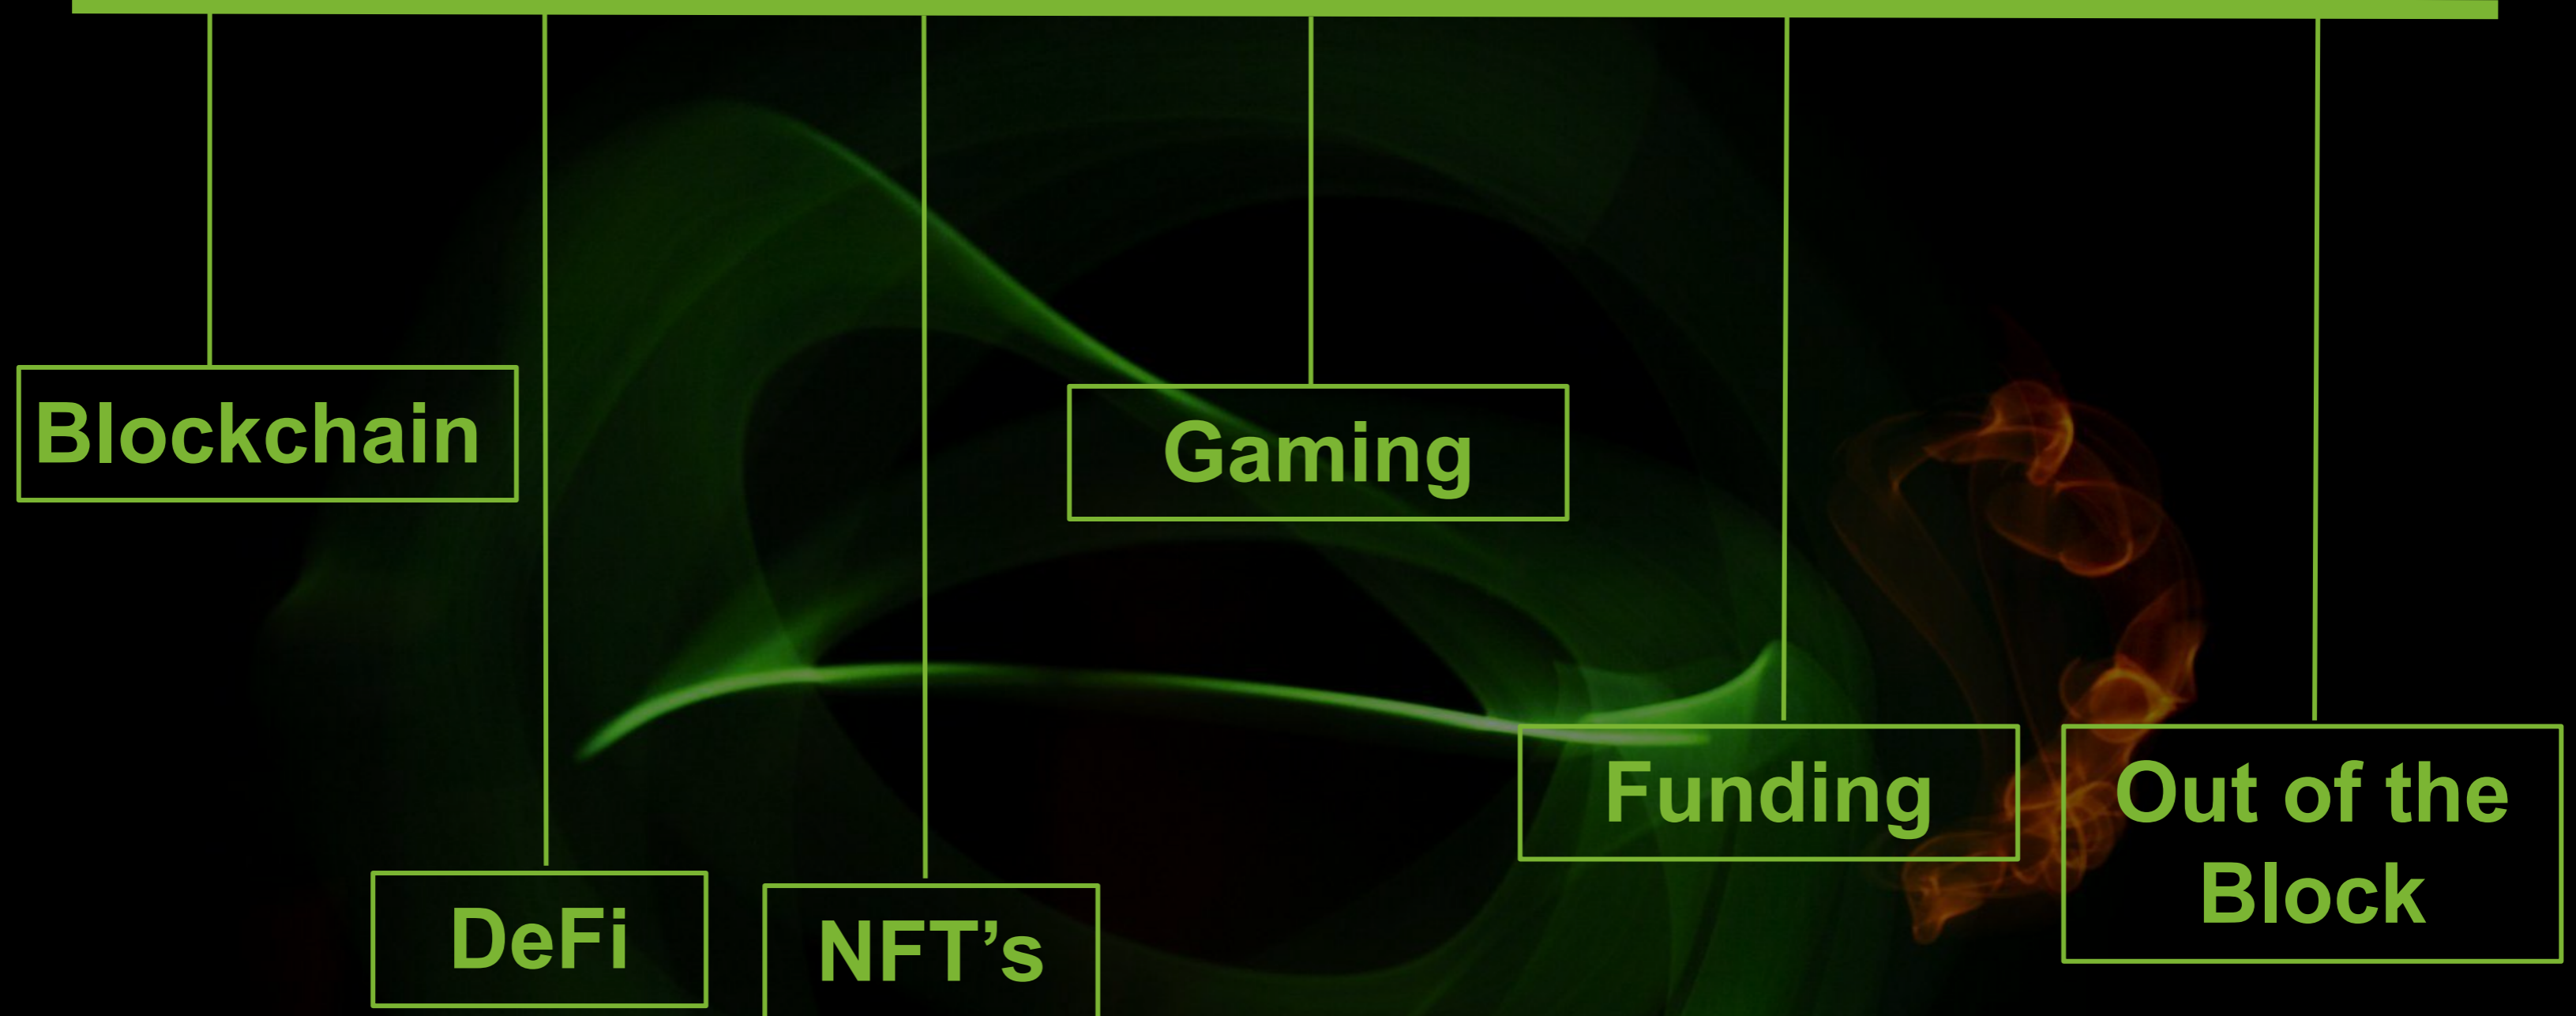 Blockchain
Gaming
Funding
Out of the
Block
DeFi
NFT’s